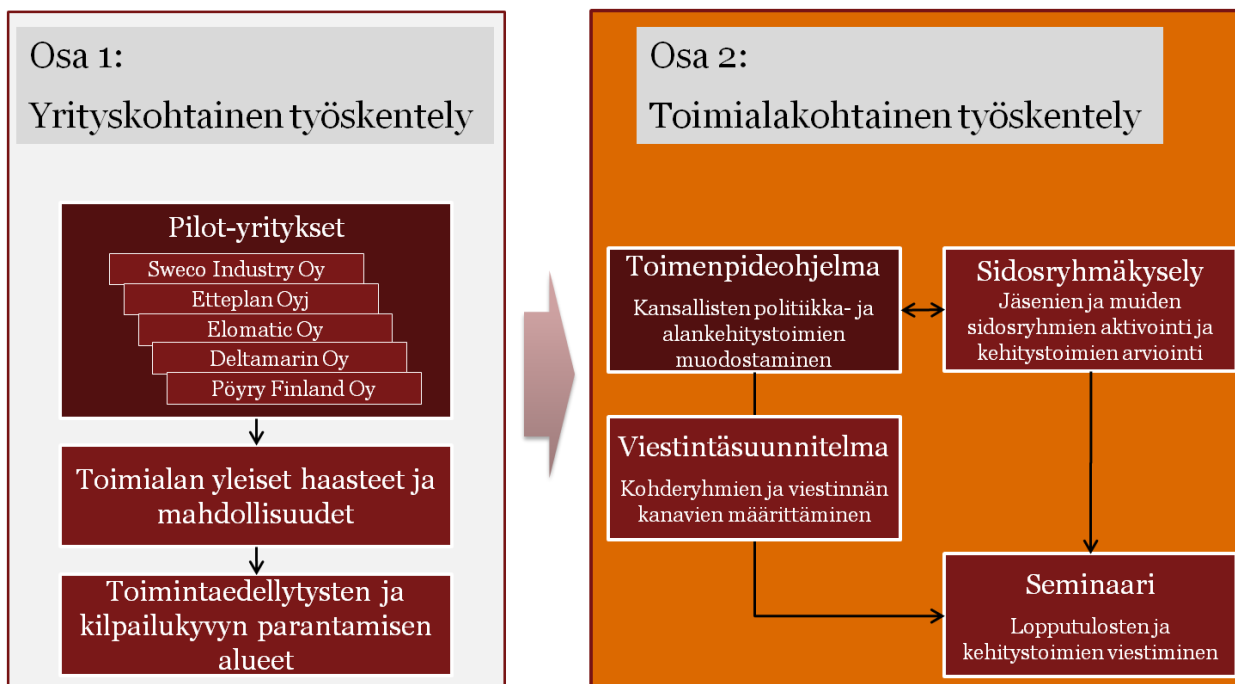 Osa 1:
Yrityskohtainen työskentely
Pilot-yritykset
Sweco Industry Oy
Etteplan Oyj
Elomatic Oy
Deltamarin Oy
Pöyry Finland Oy
Toimialan yleiset haasteet ja
mahdollisuudet
Toimintaedellytysten ja
kilpailukyvyn parantamisen
alueet
Osa 2:
Toimialakohtainen työskentely
Toimenpideohjelma
Kansallisten politiikka- ja
alankehitystoimien
muodostaminen
Sidosryhmäkysely
Jäsenien ja muiden
sidosryhmien aktivointi ja
kehitystoimien arviointi
Viestintäsuunnitelma
Kohderyhmien ja viestinnän
kanavien määrittäminen
Seminaari
Lopputulosten ja
kehitystoimien viestiminen